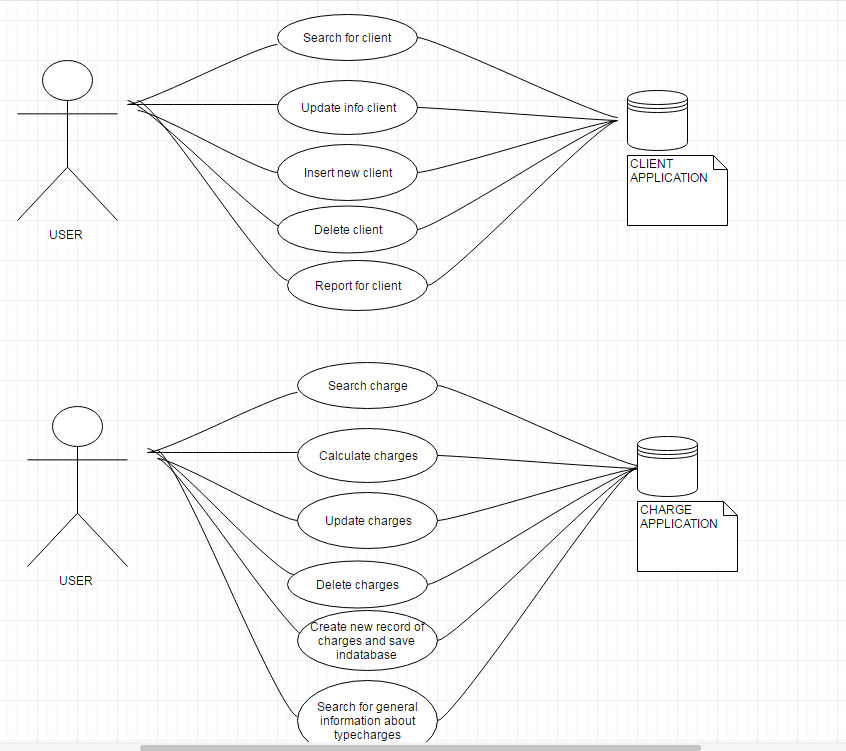 Search for client
Update info client
Insert new client
Delete client
Report for client
USER
CLIENT
APPLICATION
Search charge
Calculate charges
Update charges
Delete charges
Create new record of
charges and save
indatabase
Search for general
information about
typecharges
USER
CHARGE
APPLICATION